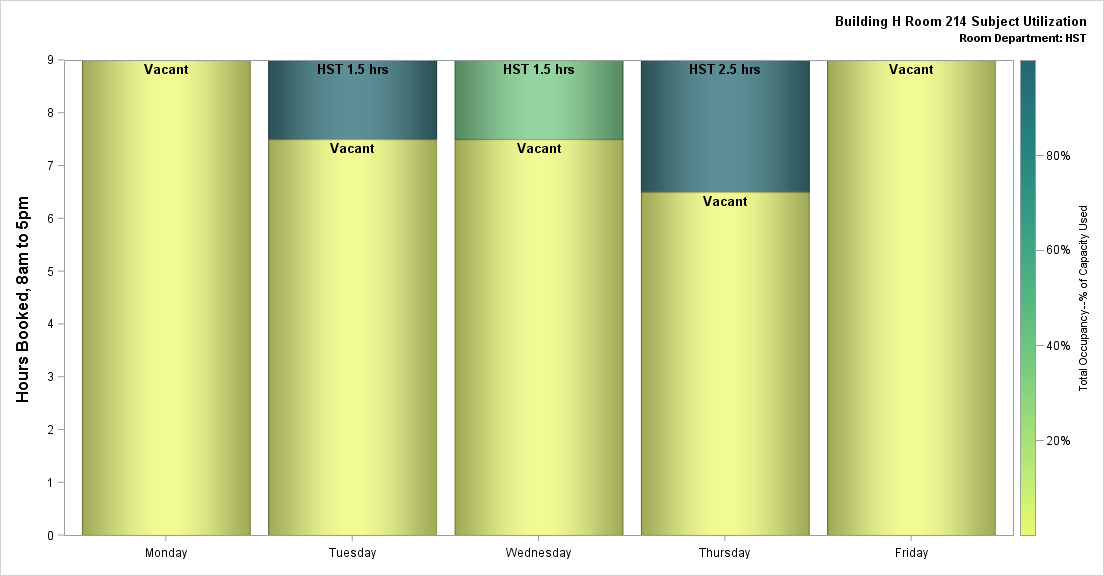 Building H Room 214 Subject Utilization
Room Department: HST
Hours Booked, 8am to 5pm
9
8
7
6
5
4
3
2
1
0
Vacant
HST 1.5 hrs
Vacant
HST 1.5 hrs
Vacant
HST 2.5 hrs
Vacant
Vacant
Monday
Tuesday
Wednesday
Thursday
Friday
80%
60%
40%
20%
Total Occupancy--% of Capacity Used